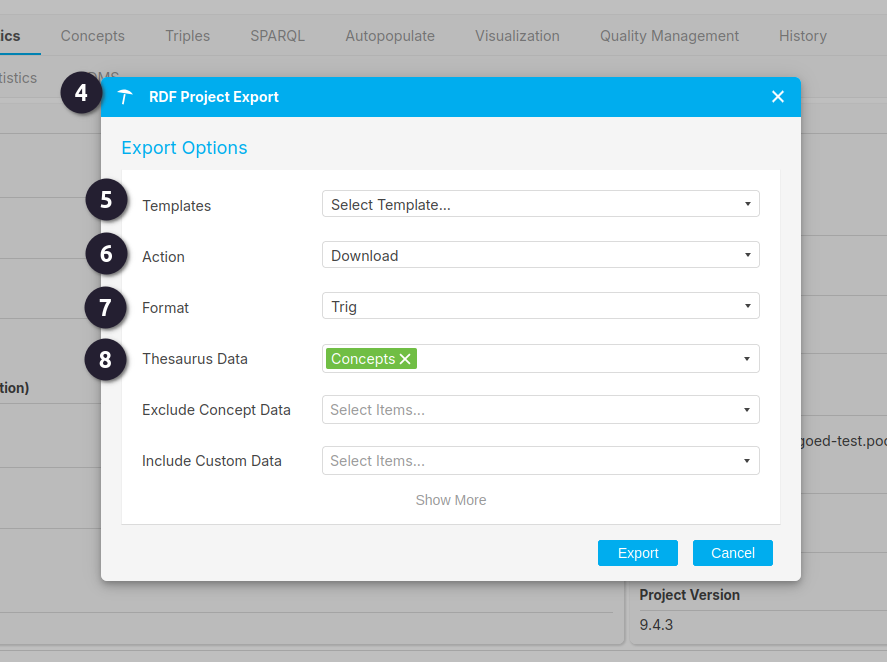 ics Concepts Triples SPARQL Autopopulate Visualization Quality Management History
tistics DMS
4 RDF Project Export
Export Options
5 Templates Select Template...
6 Action Download
7 Format Trig
8 Thesaurus Data Concepts
Exclude Concept Data Select Items...
tion)
Include Custom Data Select Items...
goed-test.poo
Show More
Export Cancel
Project Version
9.4.3